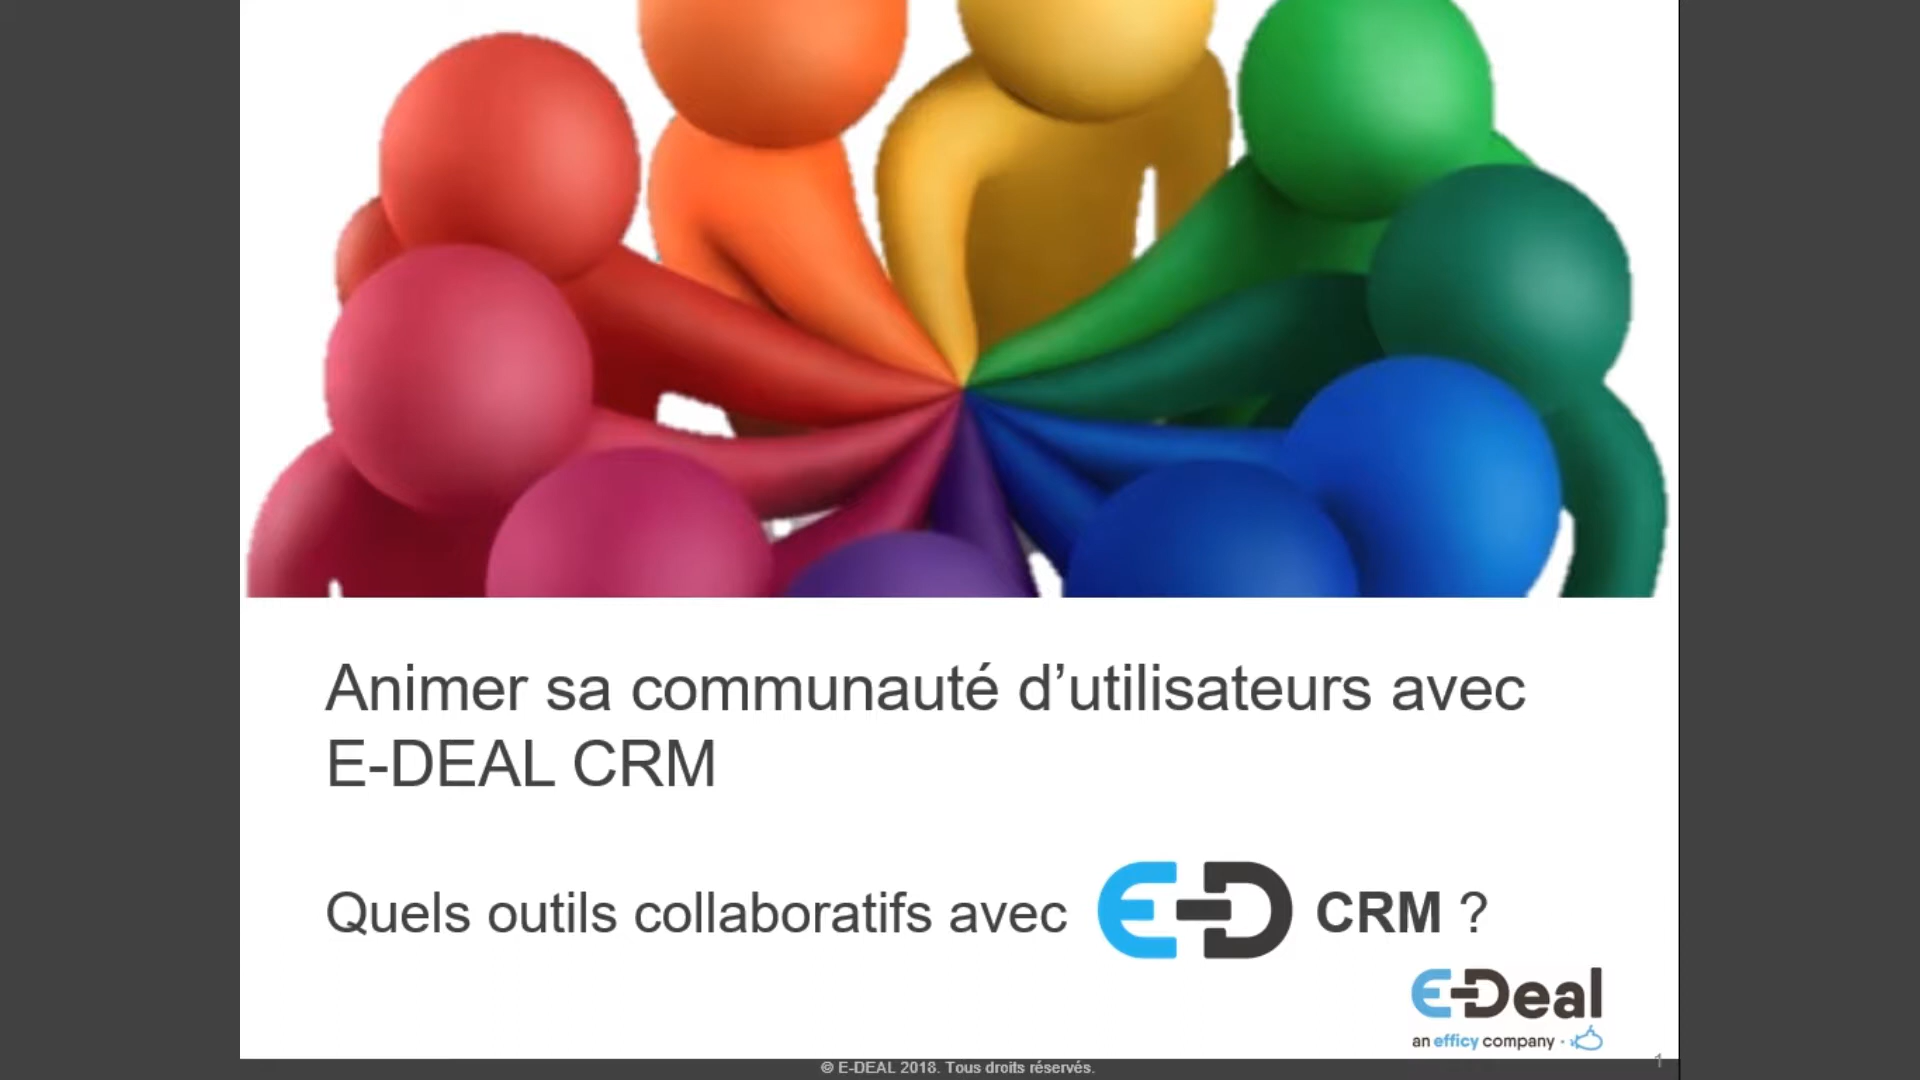 Animer sa communauté d’utilisateurs avec
E-DEAL CRM
Quels outils collaboratifs avec E-D CRM ?
E-Deal
an efficy company
© E-DEAL 2018. Tous droits réservés.
1